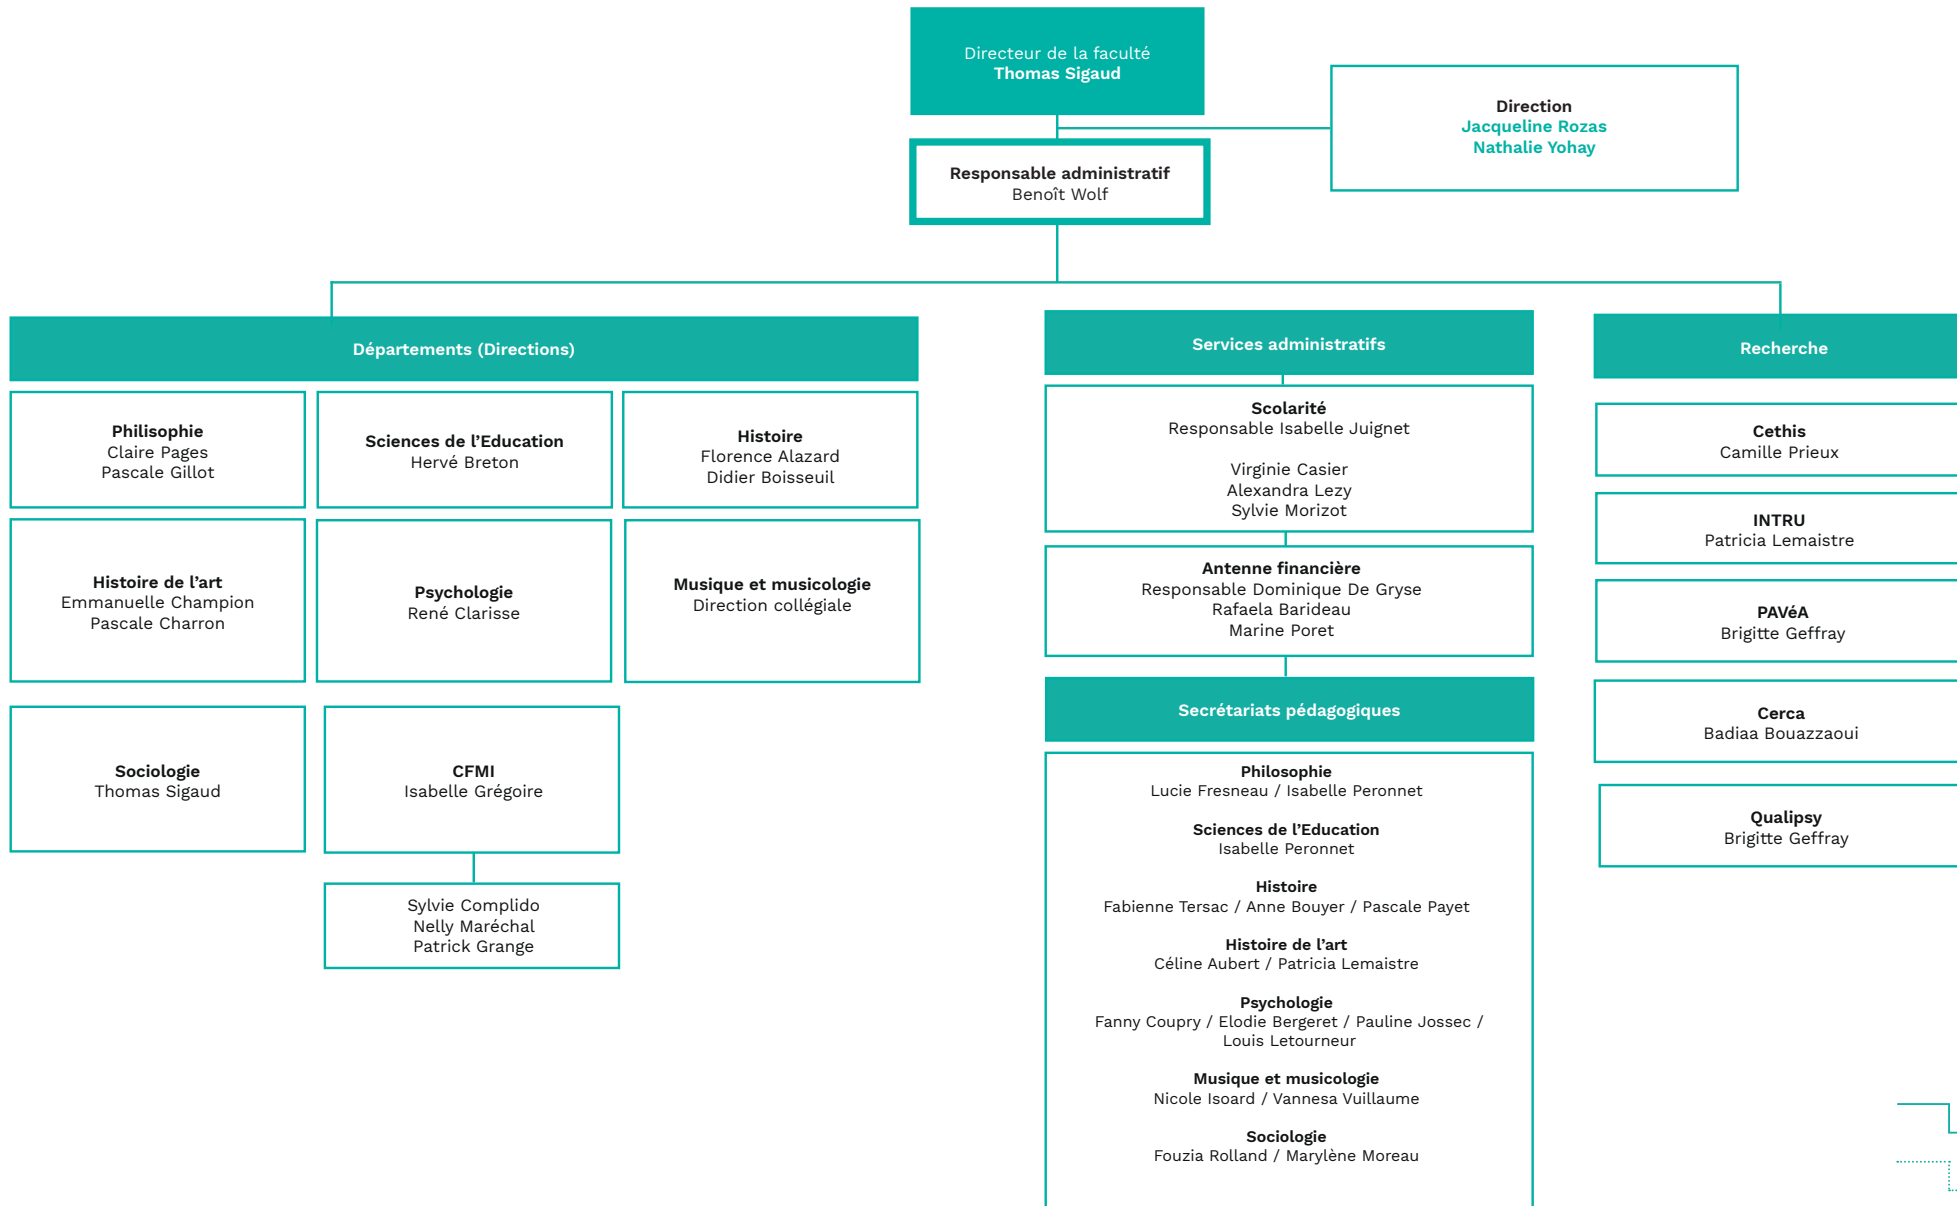 Directeur de la faculté
Thomas Sigaud
Direction
Jacqueline Rozas
Nathalie Yohay
Responsable administratif
Benoît Wolf
Départements (Directions)
Philisophie
Claire Pages
Pascale Gillot
Sciences de l’Education
Hervé Breton
Histoire
Florence Alazard
Didier Boisseuil
Histoire de l’art
Emmanuelle Champion
Pascale Charron
Psychologie
René Clarisse
Musique et musicologie
Direction collégiale
Sociologie
Thomas Sigaud
CFMI
Isabelle Grégoire
Sylvie Complido
Nelly Maréchal
Patrick Grange
Services administratifs
Scolarité
Responsable Isabelle Juignet
Virginie Casier
Alexandra Lezy
Sylvie Morizot
Antenne financière
Responsable Dominique De Gryse
Rafaela Barideau
Marine Poret
Secrétariats pédagogiques
Philosophie
Lucie Fresneau / Isabelle Peronnet
Sciences de l’Education
Isabelle Peronnet
Histoire
Fabienne Tersac / Anne Bouyer / Pascale Payet
Histoire de l’art
Céline Aubert / Patricia Lemaistre
Psychologie
Fanny Coupry / Elodie Bergeret / Pauline Jossec /
Louis Letourneur
Musique et musicologie
Nicole Isoard / Vannesa Vuillaume
Sociologie
Fouzia Rolland / Marylène Moreau
Recherche
Cethis
Camille Prieux
INTRU
Patricia Lemaistre
PAVéA
Brigitte Geffray
Cerca
Badiaa Bouazzaoui
Qualipsy
Brigitte Geffray